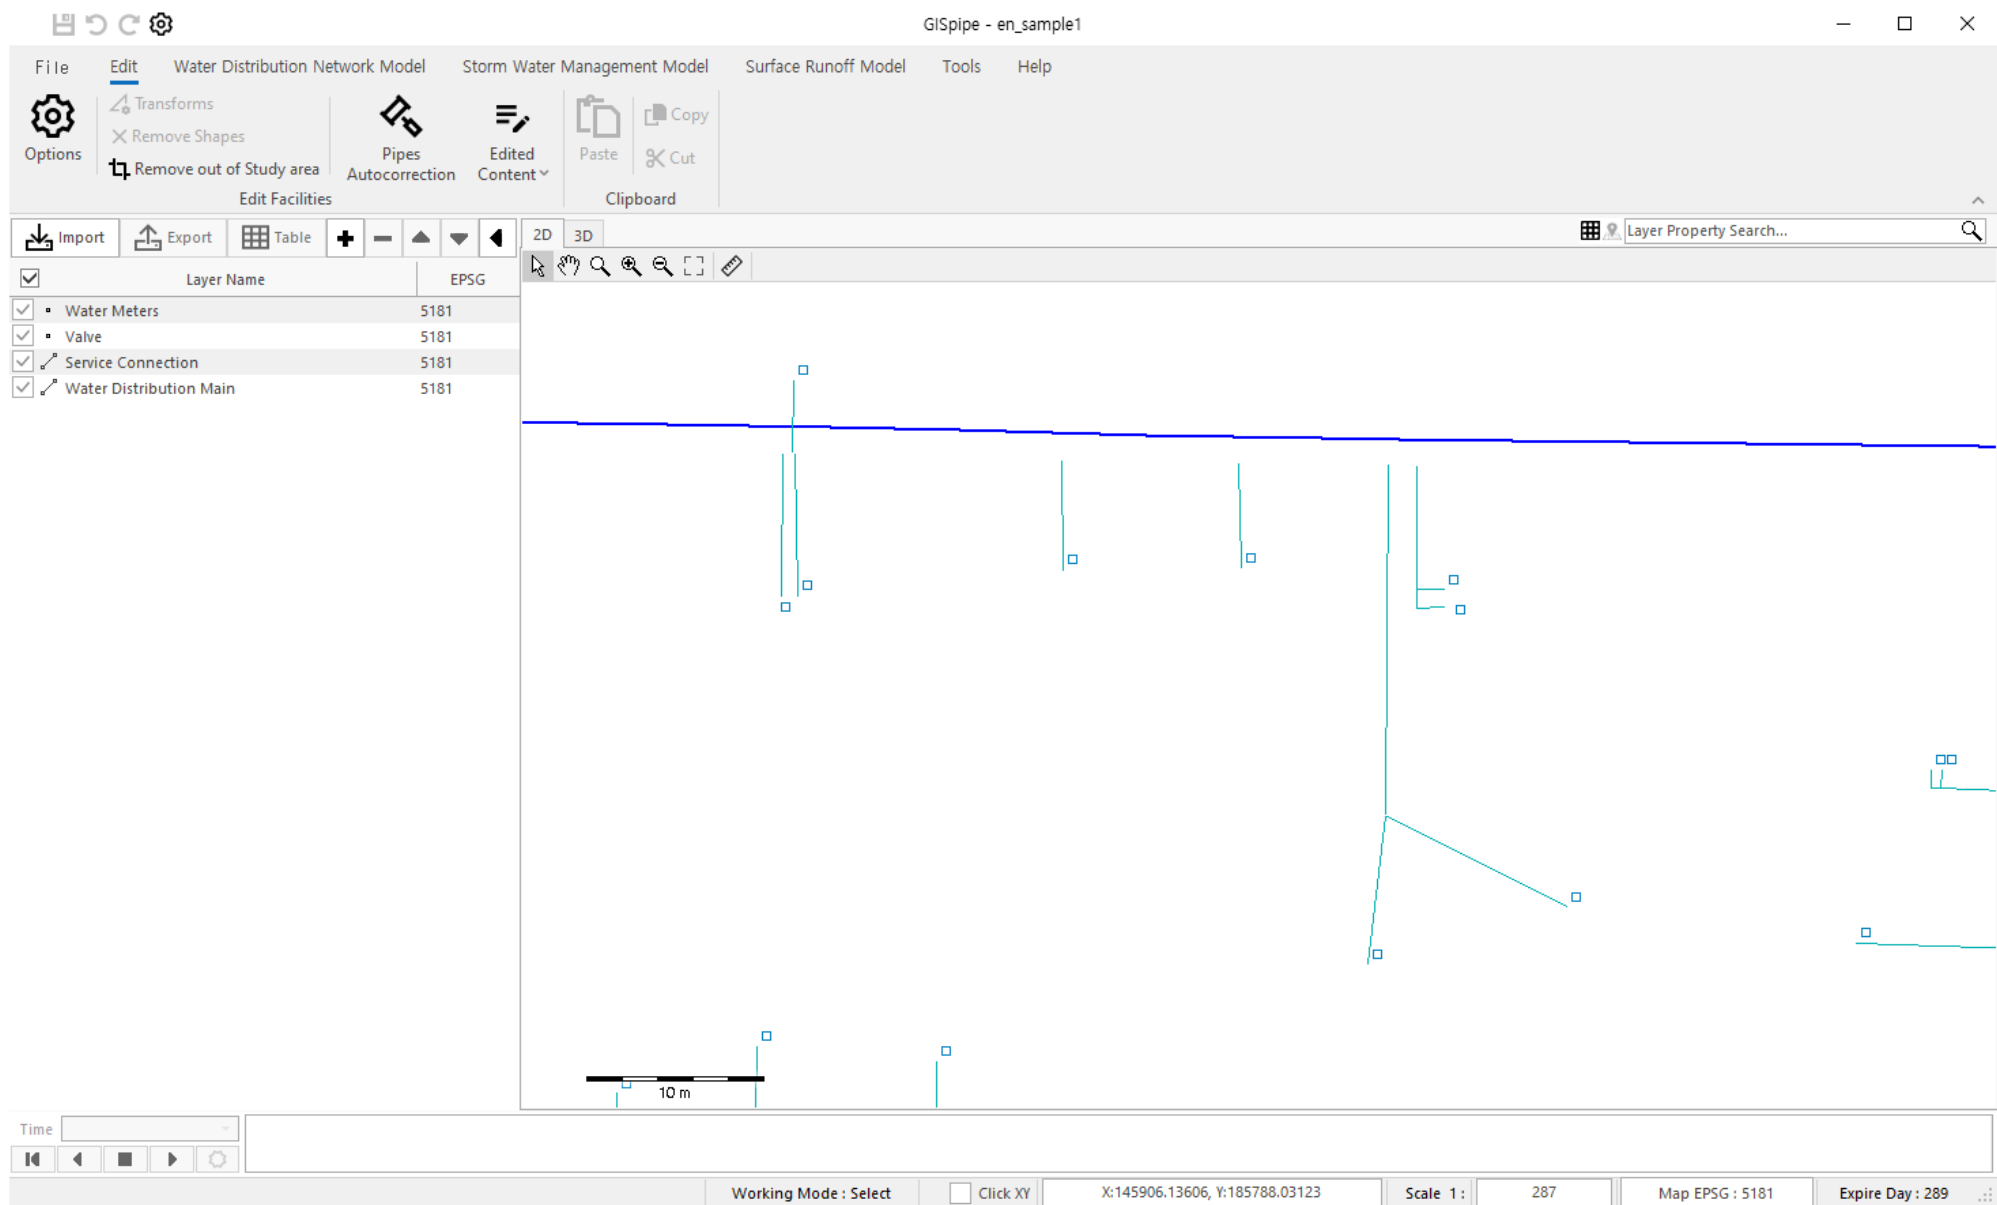 GISpipe - en_sample1
File Edit Water Distribution Network Model Storm Water Management Model Surface Runoff Model Tools Help
Options
Transforms
Remove Shapes
Remove out of Study area
Pipes
Autocorrection
Edited
Content
Edit Facilities
Paste
Copy
Cut
Clipboard
Import Export Table
2D 3D
Layer Property Search...
Layer Name EPSG
Water Meters 5181
Valve 5181
Service Connection 5181
Water Distribution Main 5181
10 m
Time
Working Mode : Select Click XY X:145906.13606, Y:185788.03123 Scale 1 : 287 Map EPSG : 5181 Expire Day : 289